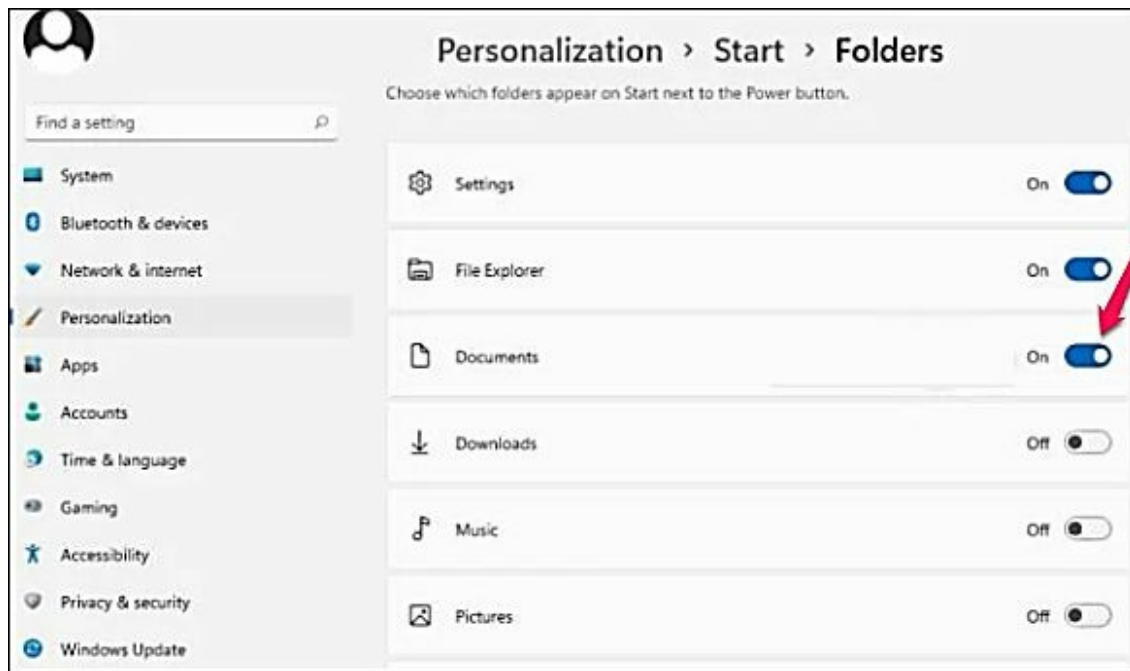 Personalization > Start > Folders
Choose which folders appear on Start next to the Power button.
Find a setting
System
Bluetooth & devices
Network & internet
Personalization
Apps
Accounts
Time & language
Gaming
Accessibility
Privacy & security
Windows Update
Settings On
File Explorer On
Documents On
Downloads Off
Music Off
Pictures Off